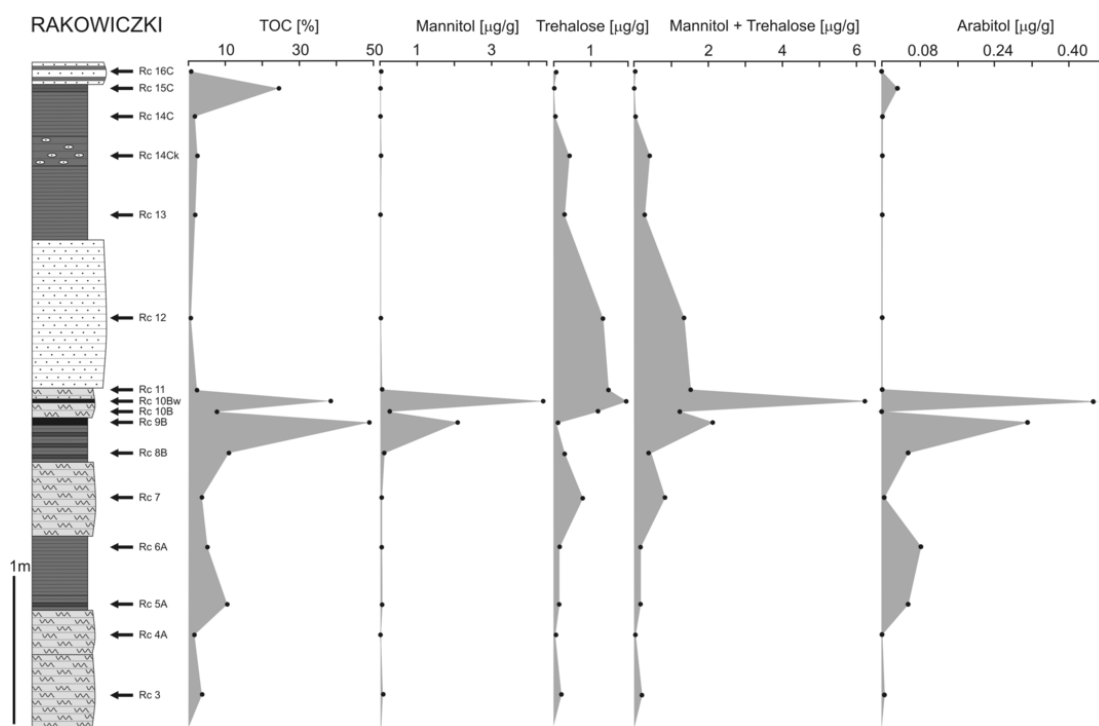 RAKOWICZKI TOC [%] Mannitol [µg/g] Trehalose [µg/g] Mannitol + Trehalose [µg/g] Arabitol [µg/g]
10 30 50 1 3 1 2 4 6 0.08 0.24 0.40
Rc 16C
Rc 15C
Rc 14C
Rc 14Ck
Rc 13
Rc 12
Rc 11
Rc 10Bw
Rc 10B
Rc 9B
Rc 8B
Rc 7
Rc 6A
1m
Rc 5A
Rc 4A
Rc 3